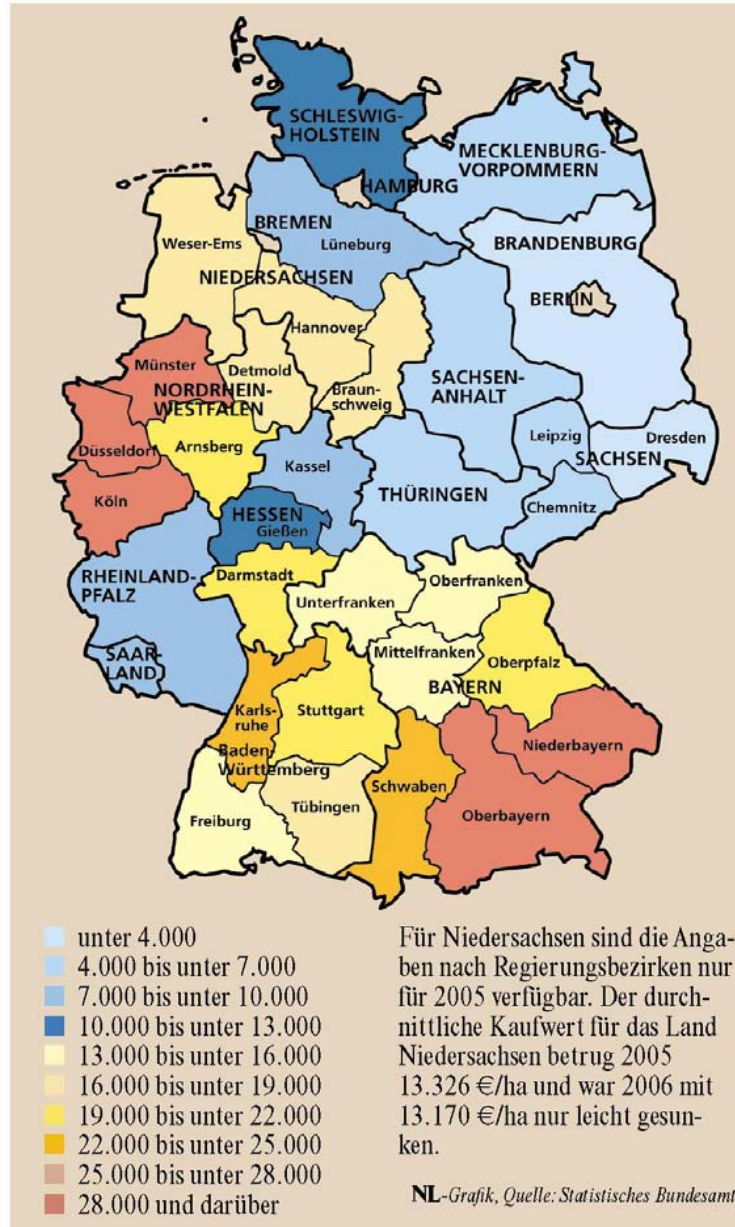 SCHLESWIG-
HOLSTEIN
MECKLENBURG-
VORPOMMERN
HAMBURG
BREMEN
Lüneburg
Weser-Ems
BRANDENBURG
NIEDERSACHSEN
BERLIN
Hannover
Münster
Detmold
SACHSEN-
ANHALT
NORDRHEIN-
WESTFALEN
Braun-
schweig
Düsseldorf
Arnsberg
Leipzig
Dresden
SACHSEN
Kassel
Köln
THÜRINGEN
Chemnitz
HESSEN
Gießen
RHEINLAND-
PFALZ
Darmstadt
Oberfranken
Unterfranken
SAAR-
LAND
Mittelfranken
Oberpfalz
BAYERN
Karls-
ruhe
Stuttgart
Niederbayern
Baden
Württemberg
Schwaben
Tübingen
Freiburg
Oberbayern
unter 4.000
4.000 bis unter 7.000
7.000 bis unter 10.000
10.000 bis unter 13.000
13.000 bis unter 16.000
16.000 bis unter 19.000
19.000 bis unter 22.000
22.000 bis unter 25.000
25.000 bis unter 28.000
28.000 und darüber
Für Niedersachsen sind die Anga-
ben nach Regierungsbezirken nur
für 2005 verfügbar. Der durch-
nittliche Kaufwert für das Land
Niedersachsen betrug 2005
13.326 €/ha und war 2006 mit
13.170 €/ha nur leicht gesun-
ken.
NL-Grafik, Quelle: Statistisches Bundesamt